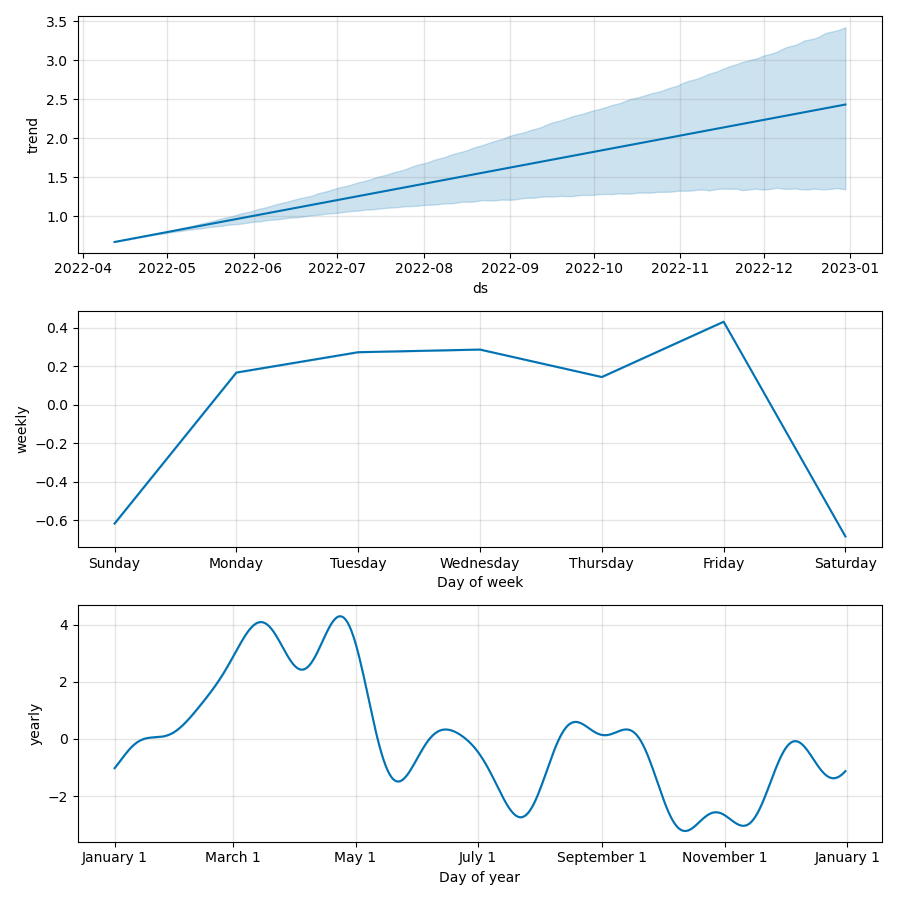 3.5
3.0
2.5
2.0
1.5
1.0
trend
2022-04 2022-05 2022-06 2022-07 2022-08 2022-09 2022-10 2022-11 2022-12 2023-01
ds
0.4
0.2
0.0
−0.2
−0.4
−0.6
weekly
Sunday Monday Tuesday Wednesday Thursday Friday Saturday
Day of week
4
2
0
−2
yearly
January 1 March 1 May 1 July 1 September 1 November 1 January 1
Day of year